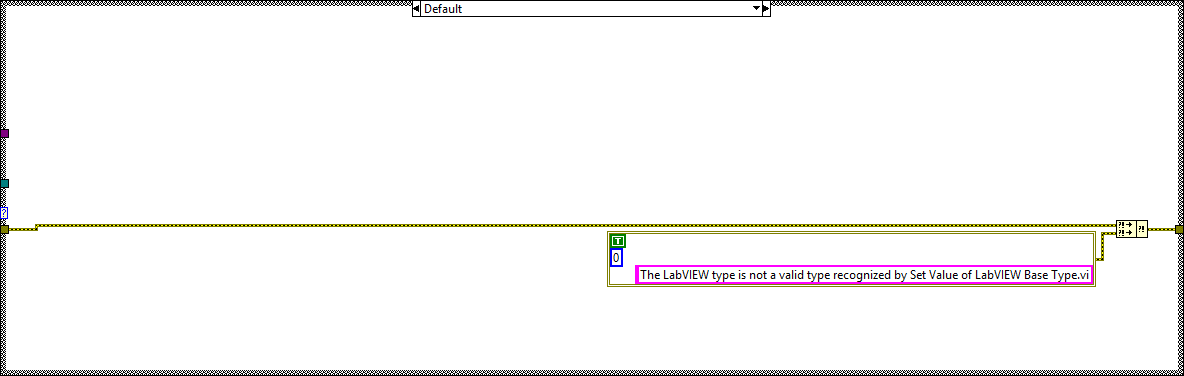 Default
?
T
0
The LabVIEW type is not a valid type recognized by Set Value of LabVIEW Base Type.vi
?!
?!
?!